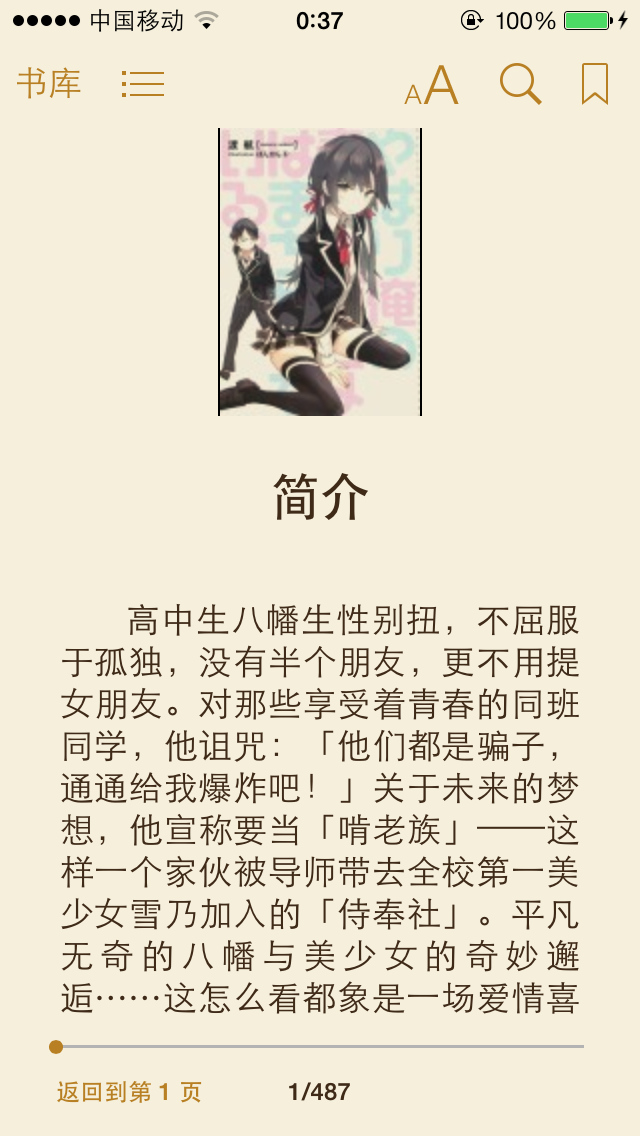 中国移动 0:37 100%
书库 AA
渡 航
やはり俺の
简介
高中生八幡生性别扭，不屈服
于孤独，没有半个朋友，更不用提
女朋友。对那些享受着青春的同班
同学，他诅咒：「他们都是骗子，
通通给我爆炸吧！」关于未来的梦
想，他宣称要当「啃老族」——这
样一个家伙被导师带去全校第一美
少女雪乃加入的「侍奉社」。平凡
无奇的八幡与美少女的奇妙邂
逅……这怎么看都象是一场爱情喜
返回到第 1 页 1/487